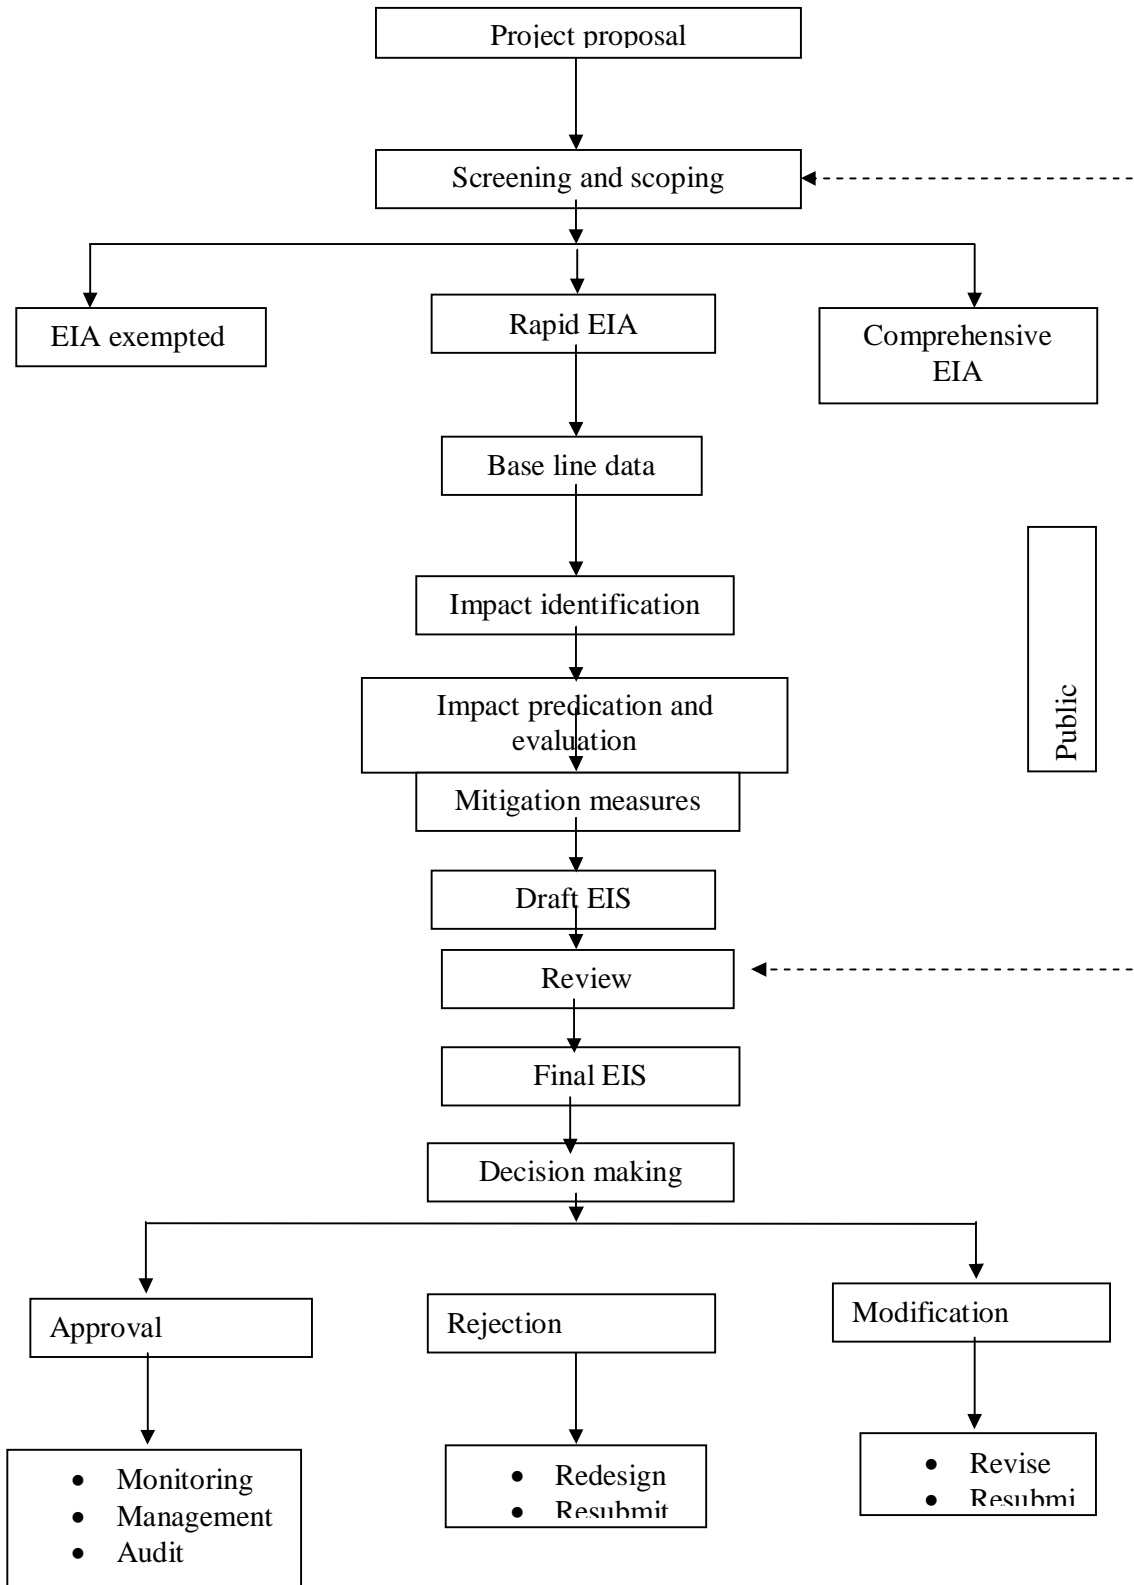 Project proposal
Screening and scoping
EIA exempted
Rapid EIA
Comprehensive
EIA
Base line data
Impact identification
Public
Impact predication and
evaluation
Mitigation measures
Draft EIS
Review
Final EIS
Decision making
Approval
Rejection
Modification
• Monitoring
• Management
• Audit
• Redesign
• Resubmit
• Revise
• Resubmi